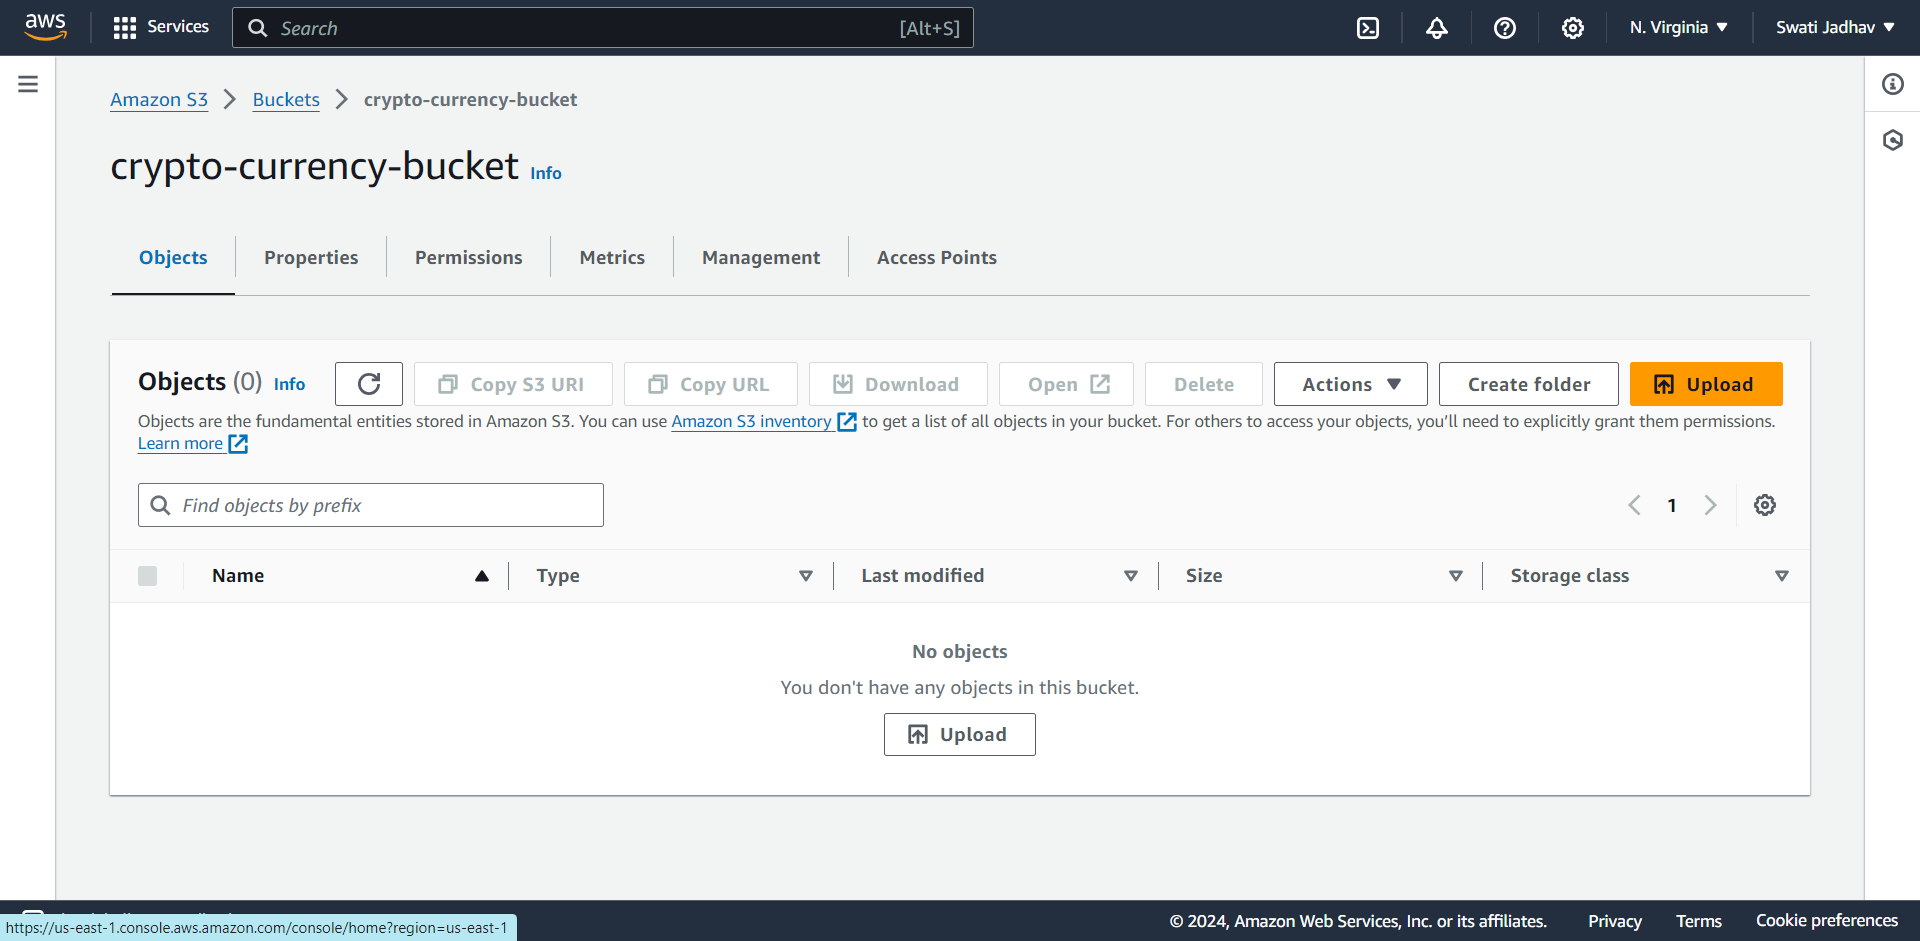 aws Services Search [Alt+S] N. Virginia Swati Jadhav
Amazon S3 Buckets crypto-currency-bucket
crypto-currency-bucket Info
Objects Properties Permissions Metrics Management Access Points
Objects (0) Info Copy S3 URI Copy URL Download Open Delete Actions Create folder Upload
Objects are the fundamental entities stored in Amazon S3. You can use Amazon S3 inventory to get a list of all objects in your bucket. For others to access your objects, you’ll need to explicitly grant them permissions.
Learn more
Find objects by prefix 1
Name Type Last modified Size Storage class
No objects
You don't have any objects in this bucket.
Upload
© 2024, Amazon Web Services, Inc. or its affiliates. Privacy Terms Cookie preferences
https://us-east-1.console.aws.amazon.com/console/home?region=us-east-1